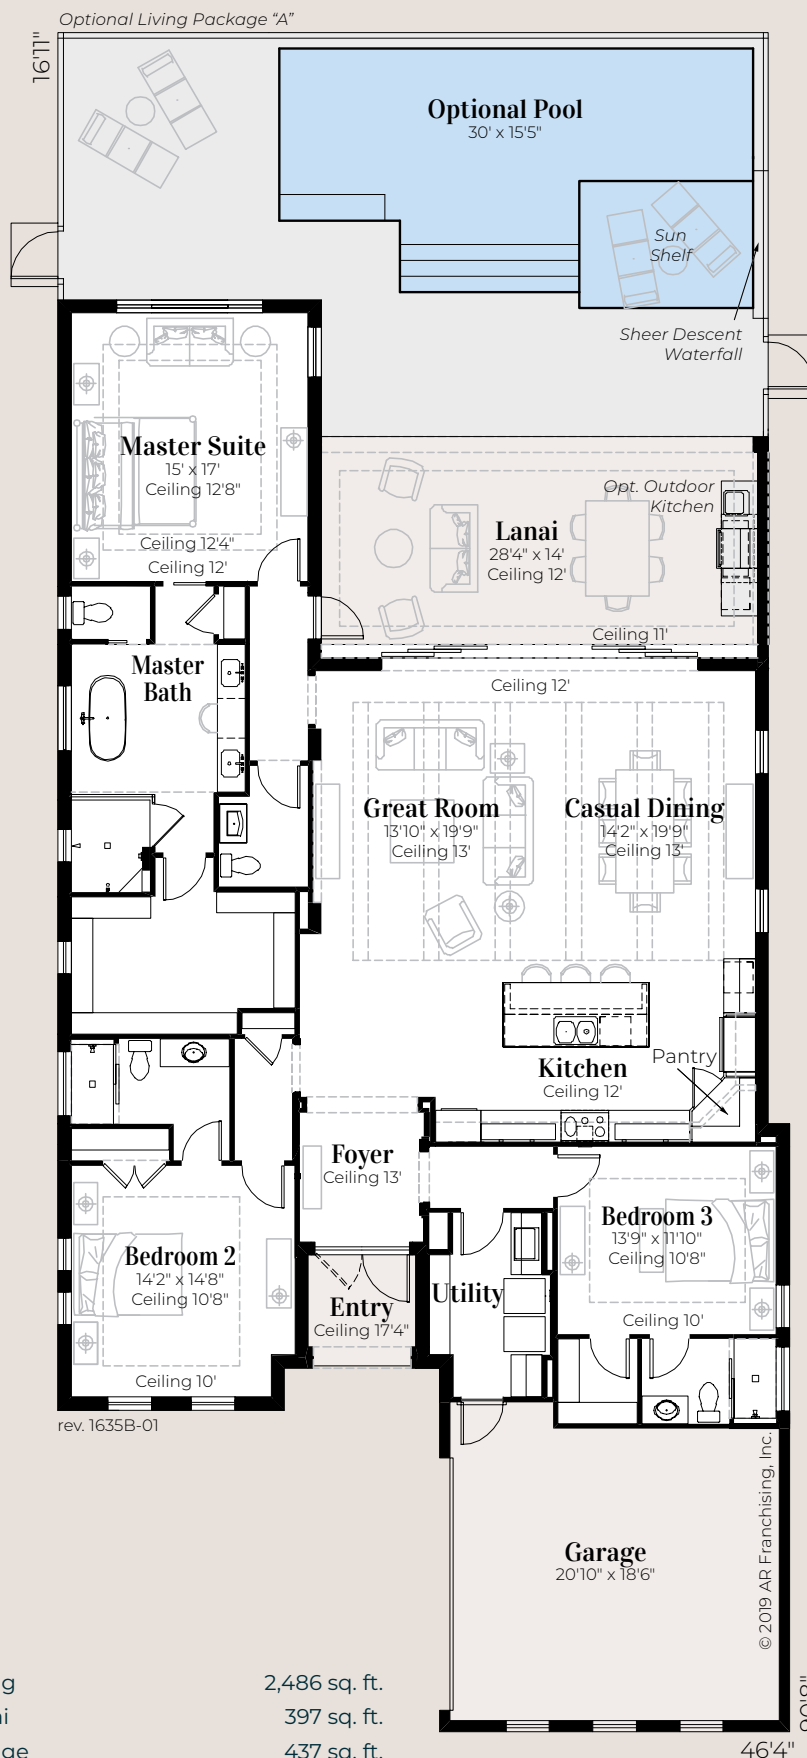 Optional Living Package “A”
16'11"
Optional Pool
30' x 15'5"
Sun
Shelf
Sheer Descent
Waterfall
Master Suite
15' x 17'
Ceiling 12'8"
Ceiling 12'4"
Ceiling 12'
Opt. Outdoor
Kitchen
Lanai
28'4" x 14'
Ceiling 12'
Ceiling 11'
Master
Bath
Ceiling 12'
Great Room
13'10" x 19'9"
Ceiling 13'
Casual Dining
14'2" x 19'9"
Ceiling 13'
Kitchen
Ceiling 12'
Pantry
Foyer
Ceiling 13'
Bedroom 2
14'2" x 14'8"
Ceiling 10'8"
Ceiling 10'
Entry
Ceiling 17'4"
Utility
Bedroom 3
13'9" x 11'10"
Ceiling 10'8"
Ceiling 10'
rev. 1635B-01
Garage
20'10" x 18'6"
© 2019 AR Franchising, Inc.
2,486 sq. ft.
397 sq. ft.
437 sq. ft.
46'4"